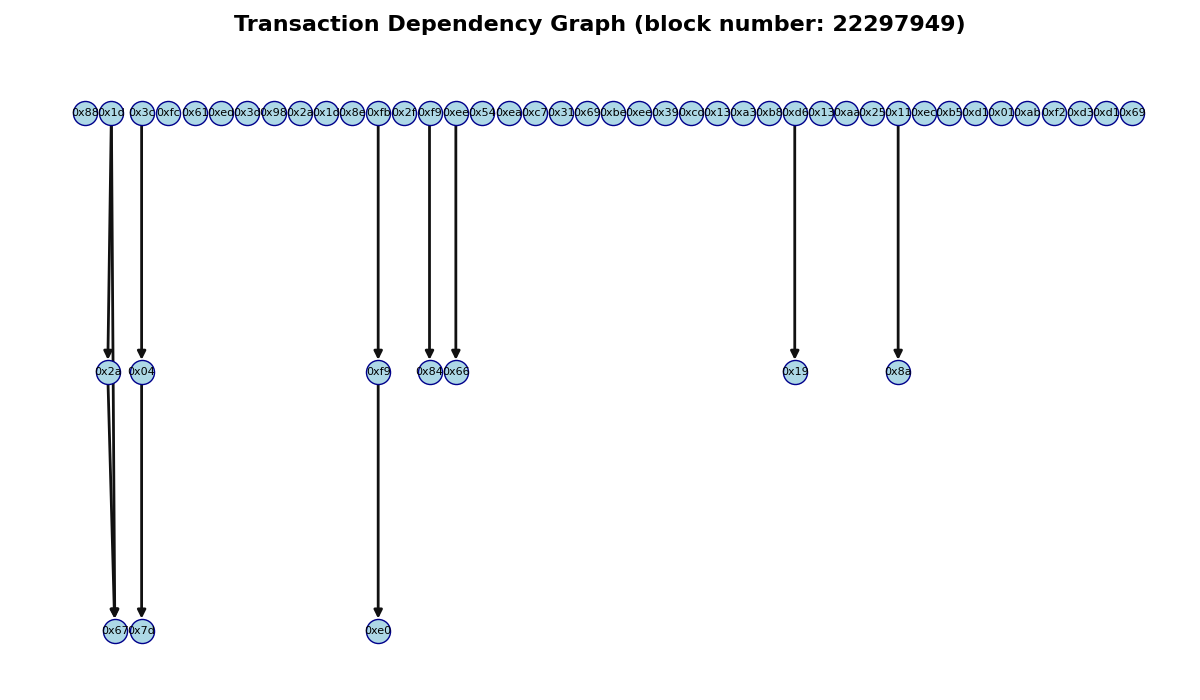 Transaction Dependency Graph (block number: 22297949)
0x88 0x1d 0x3c 0xfc 0x61 0xed 0x3d 0x98 0x2a 0x1d 0x8e 0xfb 0x2f 0xf9 0xee 0x54 0xea 0xc7 0x31 0x69 0xbe 0xee 0x39 0xcd 0x13 0xa3 0xb8 0xd6 0x13 0xaa 0x25 0x11 0xec 0xb5 0xd1 0x01 0xab 0xf2 0xd3 0xd1 0x69
0x2a 0x04 0xf9 0x84 0x66 0x19 0x8a
0x67 0x7d 0xe0